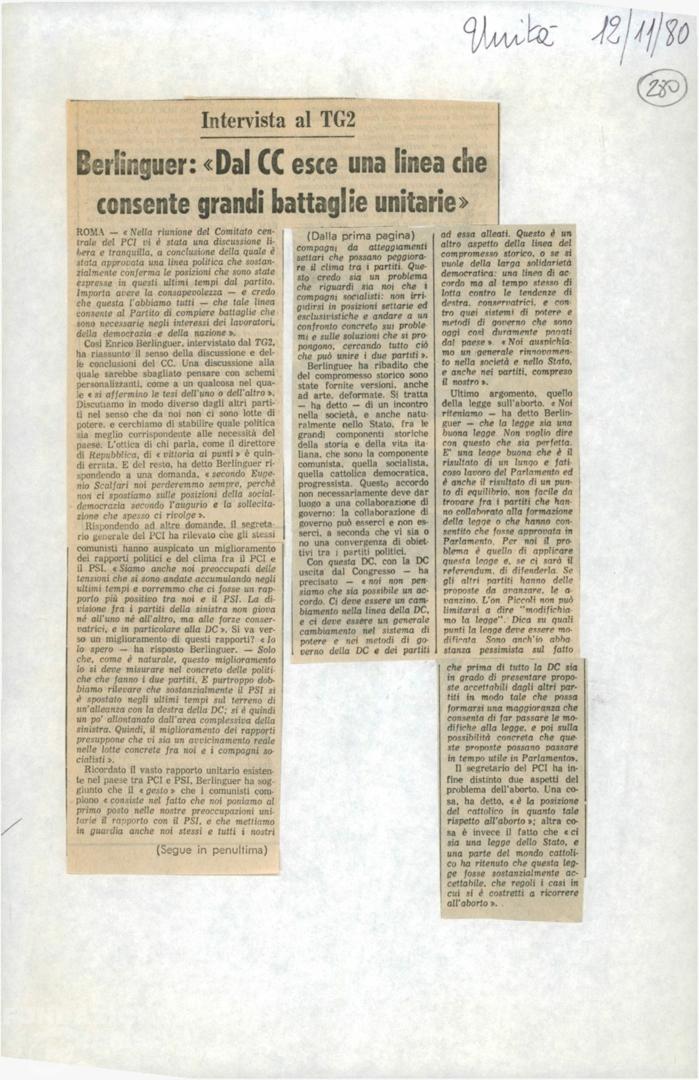 Unità 12/11/80
280
Intervista al TG2
Berlinguer: «Dal CC esce una linea che
consente grandi battaglie unitarie»
ROMA — «Nella riunione del Comitato cen-
trale del PCI vi è stata una discussione li-
bera e tranquilla, a conclusione della quale è
stata approvata una linea politica che sostan-
zialmente conferma le posizioni che sono state
espresse in questi ultimi tempi dal partito.
Importa avere la consapevolezza — e credo
che questa l'abbiamo tutti — che tale linea
consente al Partito di compiere battaglie che
sono necessarie negli interessi dei lavoratori,
della democrazia e della nazione».
Così Enrico Berlinguer, intervistato dal TG2,
ha riassunto il senso della discussione e del-
le conclusioni del CC. Una discussione alla
quale sarebbe sbagliato pensare con schemi
personalizzanti, come a un qualcosa nel qua-
le «si affermino le tesi dell'uno o dell'altro».
Discutiamo in modo diverso dagli altri parti-
ti nel senso che da noi non ci sono lotte di
potere, e cerchiamo di stabilire quale politica
sia meglio corrispondente alle necessità del
paese. L'ottica di chi parla, come il direttore
di Repubblica, di «vittoria ai punti» è quin-
di errata. E del resto, ha detto Berlinguer ri-
spondendo a una domanda, «secondo Euge-
nio Scalfari noi perderemmo sempre, perchè
non ci spostiamo sulle posizioni della social-
democrazia secondo l'augurio e la sollecita-
zione che spesso ci rivolge».
Rispondendo ad altre domande, il segreta-
rio generale del PCI ha rilevato che gli stessi
comunisti hanno auspicato un miglioramento
dei rapporti politici e del clima fra il PCI e
il PSI. «Siamo anche noi preoccupati delle
tensioni che si sono andate accumulando negli
ultimi tempi e vorremmo che ci fosse un rap-
porto più positivo tra noi e il PSI. La di-
visione fra i partiti della sinistra non giova
né all'uno né all'altro, ma alle forze conser-
vatrici, e in particolare alla DC». Si va ver-
so un miglioramento di questi rapporti? «Io
lo spero — ha risposto Berlinguer. — Solo
che, come è naturale, questo miglioramento
lo si deve misurare nel concreto delle politi-
che che fanno i due partiti. E purtroppo dob-
biamo rilevare che sostanzialmente il PSI si
è spostato negli ultimi tempi sul terreno di
un'alleanza con la destra della DC; si è quindi
un po' allontanato dall'area complessiva della
sinistra. Quindi, il miglioramento dei rapporti
presuppone che vi sia un avvicinamento reale
nelle lotte concrete fra noi e i compagni so-
cialisti».
Ricordato il vasto rapporto unitario esisten-
te nel paese tra PCI e PSI, Berlinguer ha sog-
giunto che il «gesto» che i comunisti com-
piono «consiste nel fatto che noi poniamo al
primo posto nelle nostre preoccupazioni uni-
tarie il rapporto con il PSI, e che mettiamo
in guardia anche noi stessi e tutti i nostri
(Segue in penultima)
(Dalla prima pagina)
compagni da atteggiamenti
settari che possano peggiora-
re il clima tra i partiti. Que-
sto credo sia un problema
che riguardi sia noi che i
compagni socialisti: non irri-
gidirsi in posizioni settarie ed
esclusivistiche e andare a un
confronto concreto sui proble-
mi e sulle soluzioni che si pro-
pongono, cercando tutto ciò
che può unire i due partiti».
Berlinguer ha ribadito che
del compromesso storico sono
state fornite versioni, anche
ad arte, deformate. Si tratta
— ha detto — di un incontro
nella società, e anche natu-
ralmente nello Stato, fra le
grandi componenti storiche
della storia e della vita ita-
liana, che sono la componente
comunista, quella socialista,
quella cattolica democratica,
progressista. Questo accordo
non necessariamente deve dar
luogo a una collaborazione di
governo: la collaborazione di
governo può esserci e non es-
serci, a seconda che vi sia o
no una convergenza di obiet-
tivi tra i partiti politici.
Con questa DC, con la DC
uscita dal Congresso — ha
precisato — «noi non pen-
siamo che sia possibile un ac-
cordo. Ci deve essere un cam-
biamento nella linea della DC,
e ci deve essere un generale
cambiamento nel sistema di
potere e nei metodi di go-
verno della DC e dei partiti
ad essa alleati. Questo è un
altro aspetto della linea del
compromesso storico, o se si
vuole della larga solidarietà
democratica: una linea di ac-
cordo ma al tempo stesso di
lotta contro le tendenze di
destra, conservatrici, e con-
tro quei sistemi di potere e
metodi di governo che sono
oggi così duramente pagati
dal paese». «Noi auspichia-
mo un generale rinnovamen-
to nella società e nello Stato,
e anche nei partiti, compreso
il nostro».
Ultimo argomento, quello
della legge sull'aborto. «Noi
riteniamo — ha detto Berlin-
guer — che la legge sia una
buona legge. Non voglio dire
con questo che sia perfetta.
E' una legge buona che è il
risultato di un lungo e fati-
coso lavoro del Parlamento ed
è anche il risultato di un pun-
to di equilibrio, non facile da
trovare fra i partiti che han-
no collaborato alla formazione
della legge o che hanno con-
sentito che fosse approvata in
Parlamento. Per noi il pro-
blema è quello di applicare
questa legge e, se ci sarà il
referendum, di difenderla. Se
gli altri partiti hanno delle
proposte da avanzare, le a-
vanzino. L'on. Piccoli non può
limitarsi a dire "modifichia-
mo la legge". Dica su quali
punti la legge deve essere mo-
dificata. Sono anch'io abba-
stanza pessimista sul fatto
che prima di tutto la DC sia
in grado di presentare propo-
ste accettabili dagli altri par-
titi in modo tale che possa
formarsi una maggioranza che
consenta di far passare le mo-
difiche alla legge, e poi sulla
possibilità concreta che que-
ste proposte possano passare
in tempo utile in Parlamento».
Il segretario del PCI ha in-
fine distinto due aspetti del
problema dell'aborto. Una co-
sa, ha detto, «è la posizione
del cattolico in quanto tale
rispetto all'aborto»; altra co-
sa è invece il fatto che «ci
sia una legge dello Stato, e
una parte del mondo cattoli-
co ha ritenuto che questa leg-
ge fosse sostanzialmente ac-
cettabile, che regoli i casi in
cui si è costretti a ricorrere
all'aborto».